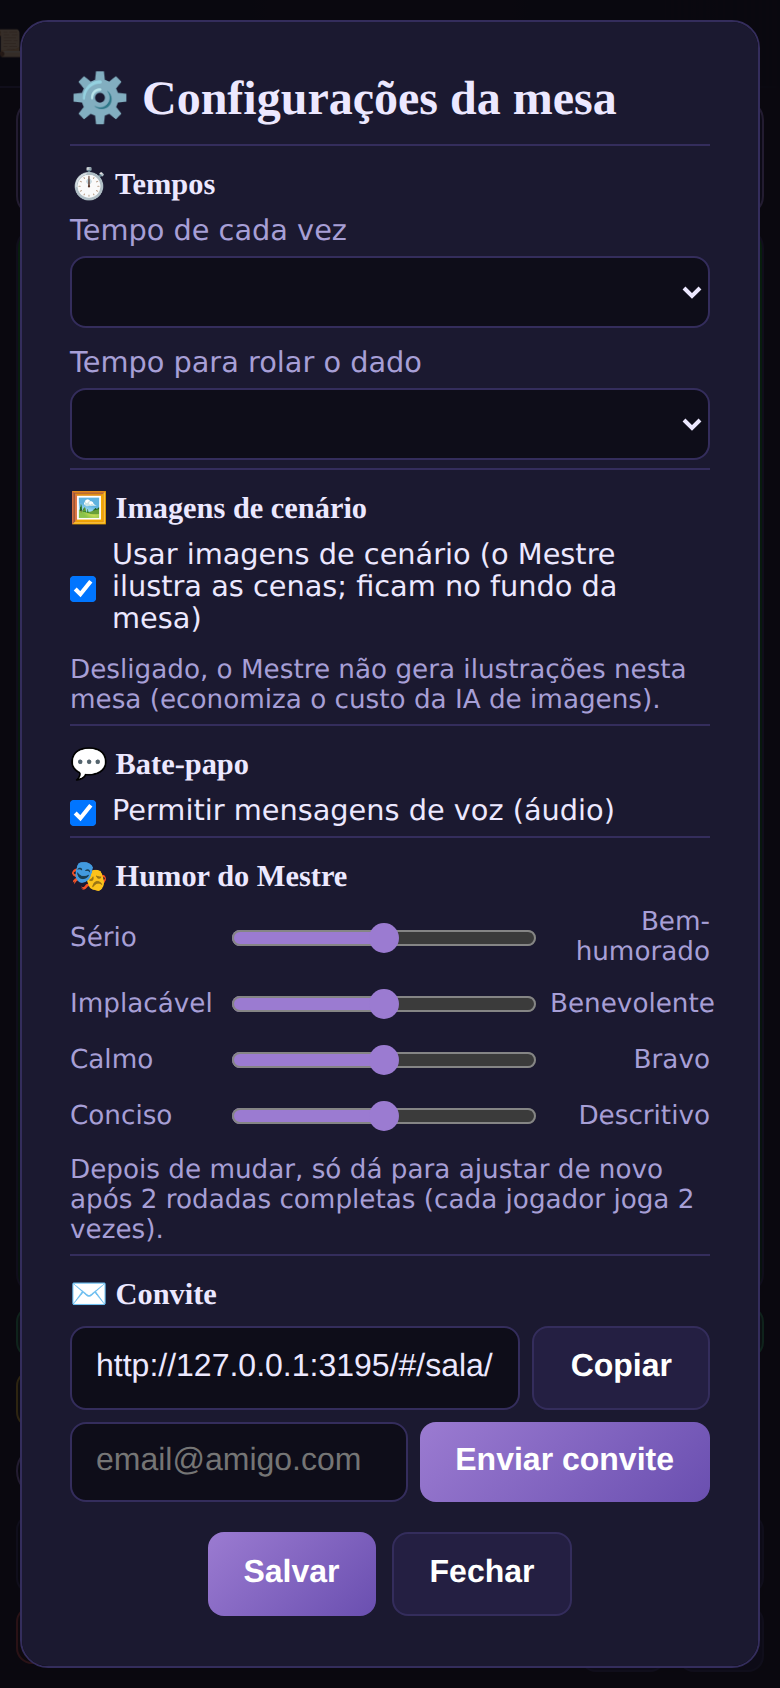 ⚙️ Configurações da mesa
⏱️ Tempos
Tempo de cada vez
Tempo para rolar o dado
🖼️ Imagens de cenário
Usar imagens de cenário (o Mestre
ilustra as cenas; ficam no fundo da
mesa)
Desligado, o Mestre não gera ilustrações nesta
mesa (economiza o custo da IA de imagens).
💬 Bate-papo
Permitir mensagens de voz (áudio)
🎭 Humor do Mestre
Sério Bem-
humorado
Implacável Benevolente
Calmo Bravo
Conciso Descritivo
Depois de mudar, só dá para ajustar de novo
após 2 rodadas completas (cada jogador joga 2
vezes).
✉️ Convite
http://127.0.0.1:3195/#/sala/ Copiar
email@amigo.com Enviar convite
Salvar Fechar